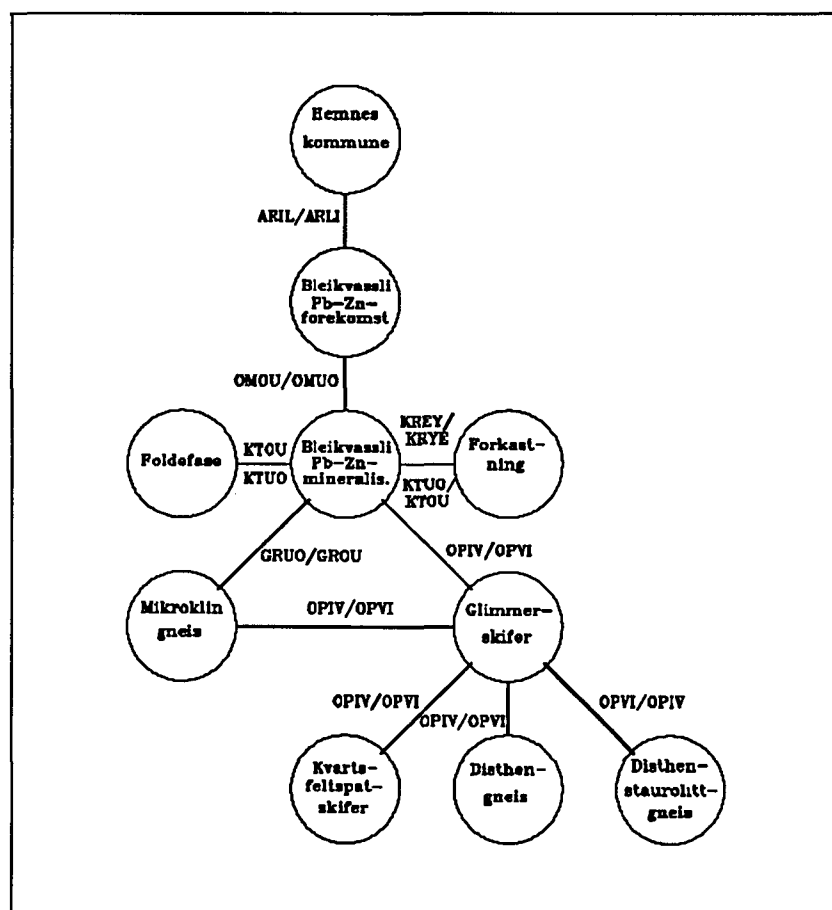 Hemnes
kommune
ARIL/ARLI
Bleikvassli
Pb-Zn-
forekomst
OMOU/OMUO
Foldefase
KTOU
KTUO
Bleikvassli
Pb-Zn-
mineralis.
KREY/
KRYE
KTUO/
KTOU
Forkast-
ning
GRUO/GROU
OPIV/OPVI
Mikroklin
gneis
OPIV/OPVI
Glimmer-
skifer
OPIV/OPVI
OPIV/OPVI
OPVI/OPIV
Kvarts-
feltspat-
skifer
Disthen-
gneis
Disthen-
staurolitt-
gneis